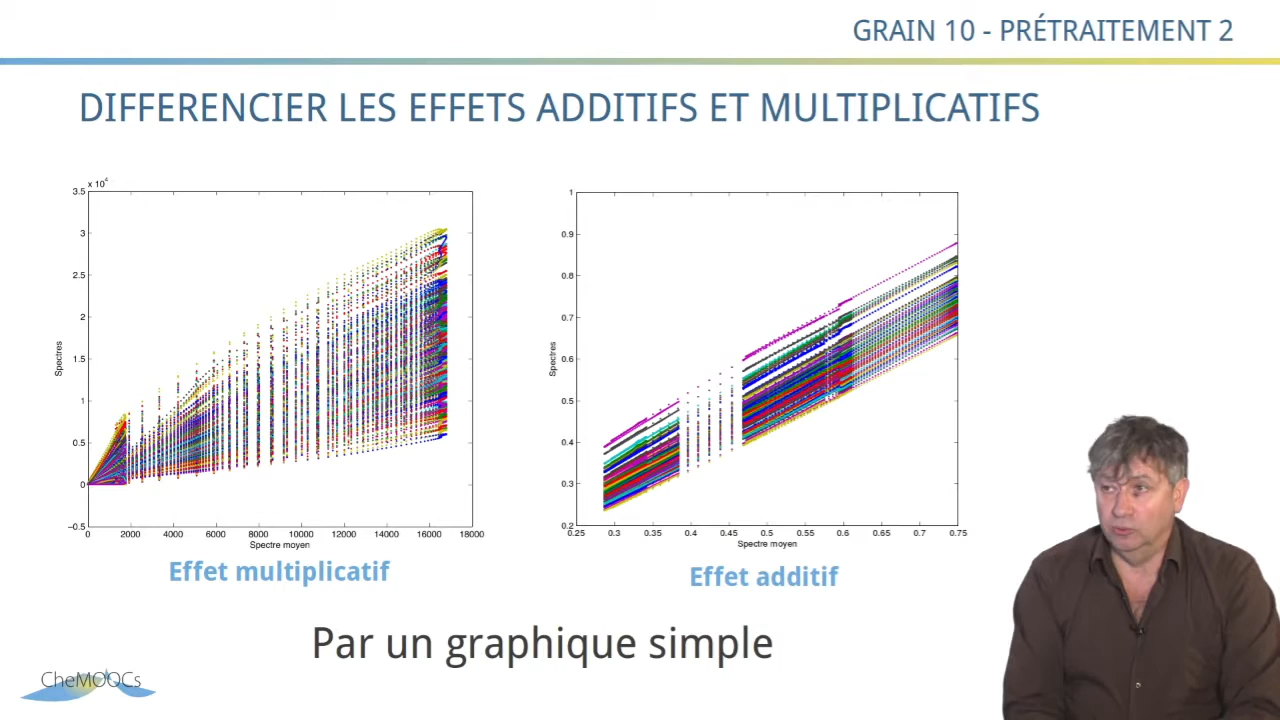 GRAIN 10 - PRÉTRAITEMENT 2
DIFFERENCIER LES EFFETS ADDITIFS ET MULTIPLICATIFS
x 10^4
3.5
3
2.5
2
1.5
1
0.5
0
−0.5
Spectres
0 2000 4000 6000 8000 10000 12000 14000 16000 18000
Spectre moyen
Effet multiplicatif
1
0.9
0.8
0.7
0.6
0.5
0.4
0.3
0.2
Spectres
0.25 0.3 0.35 0.4 0.45 0.5 0.55 0.6 0.65 0.7 0.75
Spectre moyen
Effet additif
Par un graphique simple
CheMOOCs